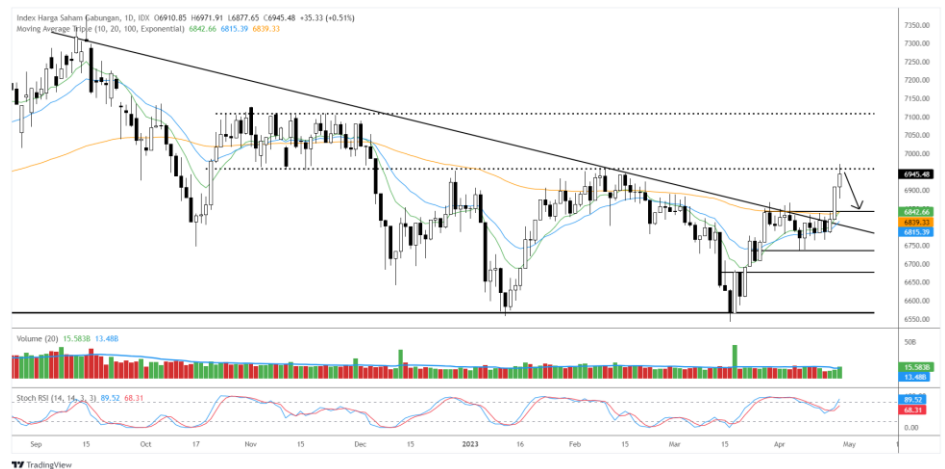 Index Harga Saham Gabungan, 1D, IDX O6910.85 H6971.91 L6877.65 C6945.48 +35.33 (+0.51%)
Moving Average Triple (10, 20, 100, Exponential) 6842.66 6815.39 6839.33
7350.00
7300.00
7250.00
7200.00
7150.00
7100.00
7050.00
7000.00
6945.48
6900.00
6842.66
6839.33
6815.39
6750.00
6700.00
6650.00
6600.00
6550.00
Volume (20) 15.583B 13.48B
50B
15.583B
13.48B
Stoch RSI (14, 14, 3, 3) 89.52 68.31
89.52
68.31
0.00
Sep 15 Oct 17 Nov 15 Dec 15 2023 16 Feb 15 Mar 15 Apr 17 May
TradingView